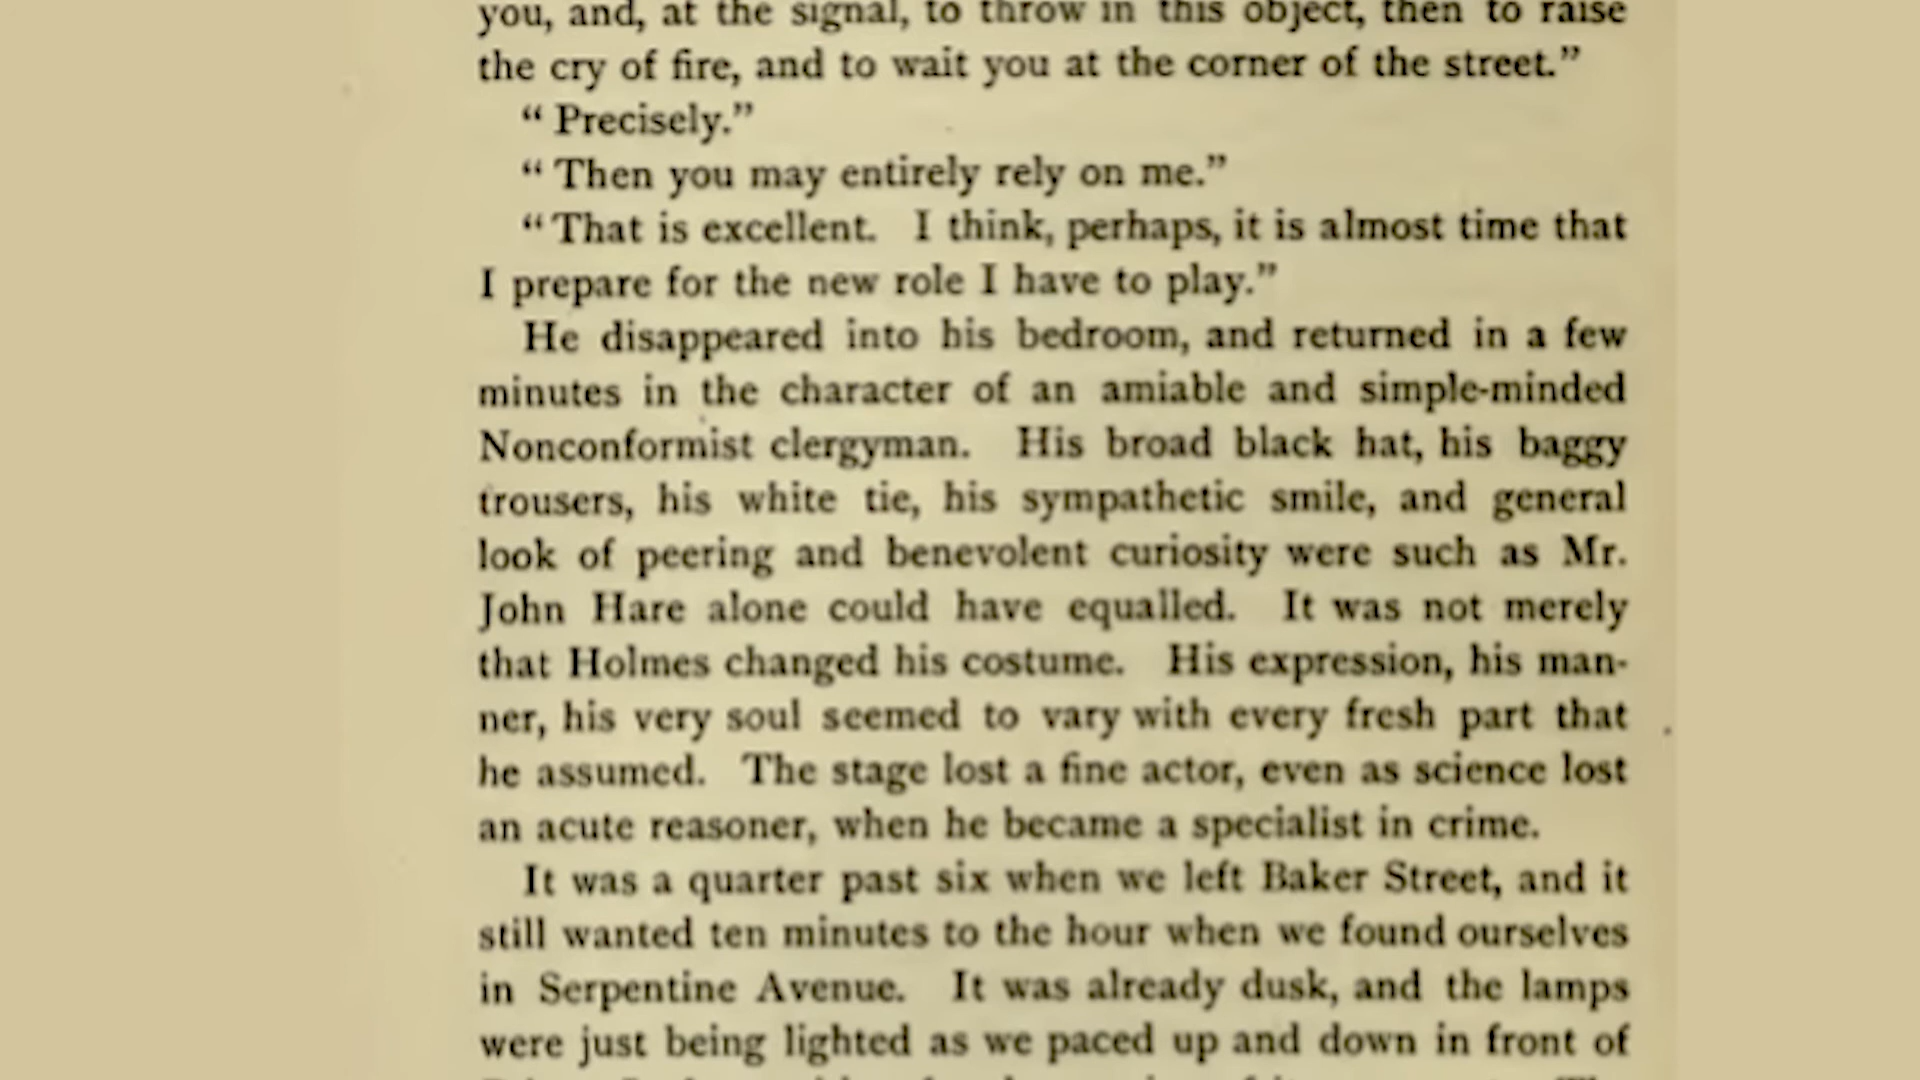 you, and, at the signal, to throw in this object, then to raise
the cry of fire, and to wait you at the corner of the street.”
“ Precisely.”
“ Then you may entirely rely on me.”
“ That is excellent. I think, perhaps, it is almost time that
I prepare for the new role I have to play.”
He disappeared into his bedroom, and returned in a few
minutes in the character of an amiable and simple-minded
Nonconformist clergyman. His broad black hat, his baggy
trousers, his white tie, his sympathetic smile, and general
look of peering and benevolent curiosity were such as Mr.
John Hare alone could have equalled. It was not merely
that Holmes changed his costume. His expression, his man-
ner, his very soul seemed to vary with every fresh part that
he assumed. The stage lost a fine actor, even as science lost
an acute reasoner, when he became a specialist in crime.
It was a quarter past six when we left Baker Street, and it
still wanted ten minutes to the hour when we found ourselves
in Serpentine Avenue. It was already dusk, and the lamps
were just being lighted as we paced up and down in front of